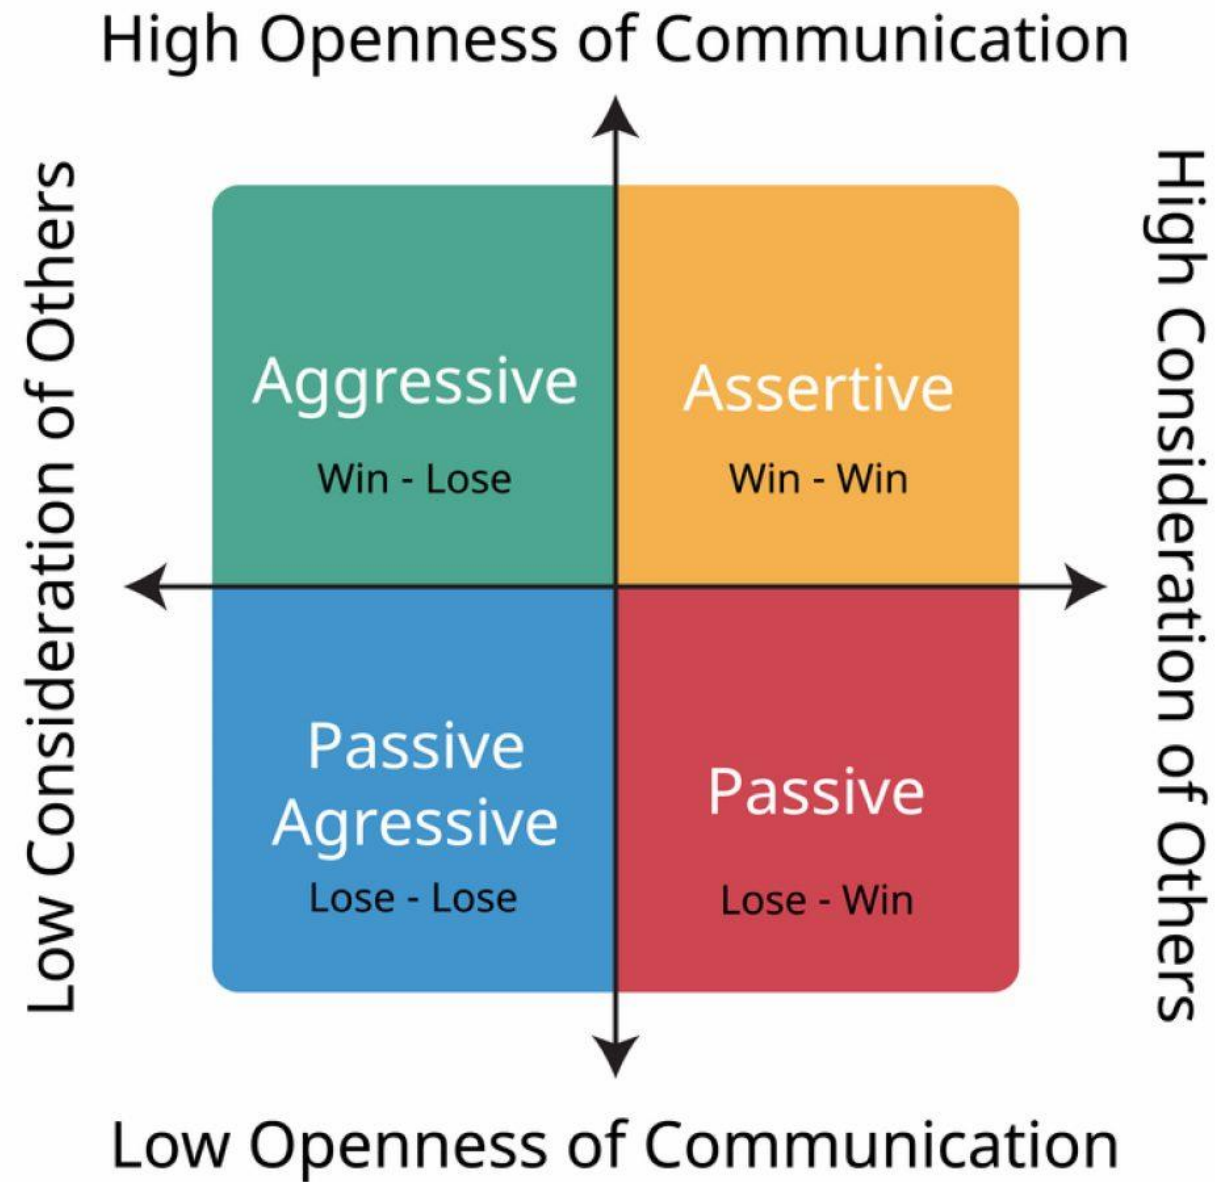 High Openness of Communication
Low Consideration of Others
High Consideration of Others
Aggressive
Win - Lose
Assertive
Win - Win
Passive
Agressive
Lose - Lose
Passive
Lose - Win
Low Openness of Communication